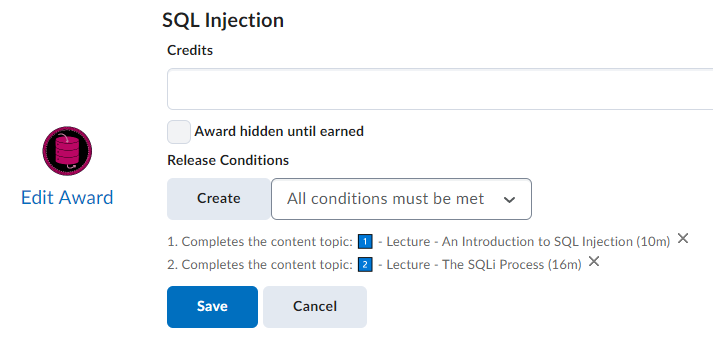 SQL Injection
Credits
Award hidden until earned
Edit Award
Release Conditions
Create
All conditions must be met
1. Completes the content topic: 1 - Lecture - An Introduction to SQL Injection (10m) ×
2. Completes the content topic: 2 - Lecture - The SQLi Process (16m) ×
Save
Cancel